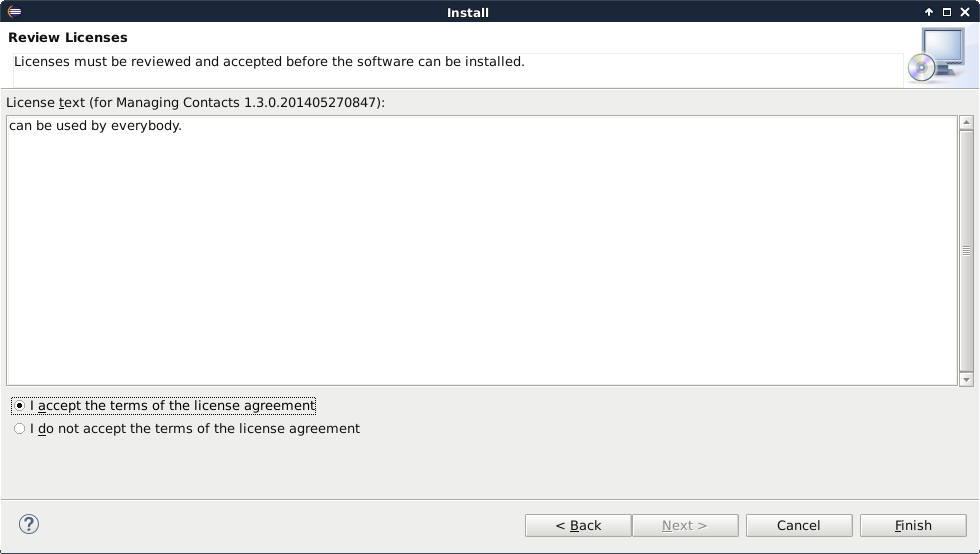 Install
Review Licenses
Licenses must be reviewed and accepted before the software can be installed.
License text (for Managing Contacts 1.3.0.201405270847):
can be used by everybody.
I accept the terms of the license agreement
I do not accept the terms of the license agreement
? < Back Next > Cancel Finish